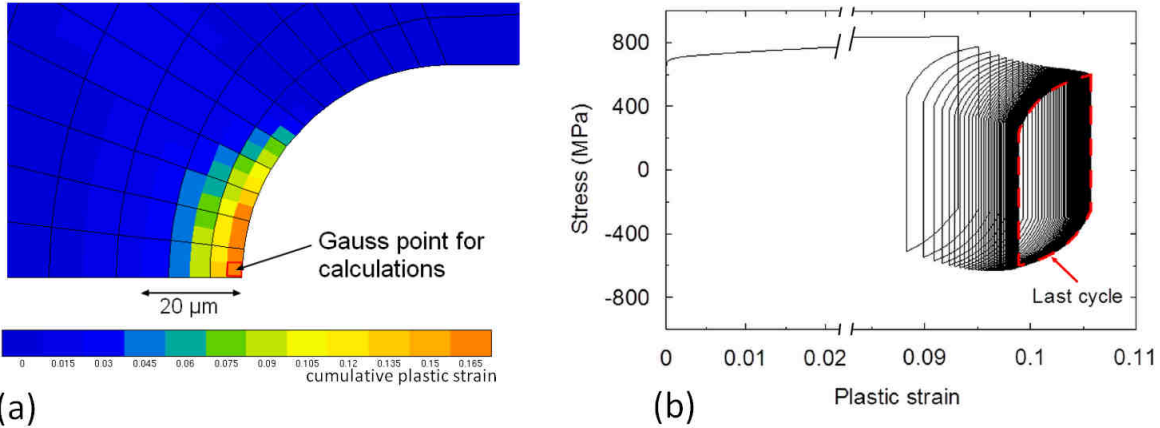 Gauss point for
calculations
20 µm
0 0.015 0.03 0.045 0.06 0.075 0.09 0.105 0.12 0.135 0.15 0.165
cumulative plastic strain
(a)
800
400
0
-400
-800
Stress (MPa)
Last cycle
0 0.01 0.02 0.09 0.1 0.11
Plastic strain
(b)